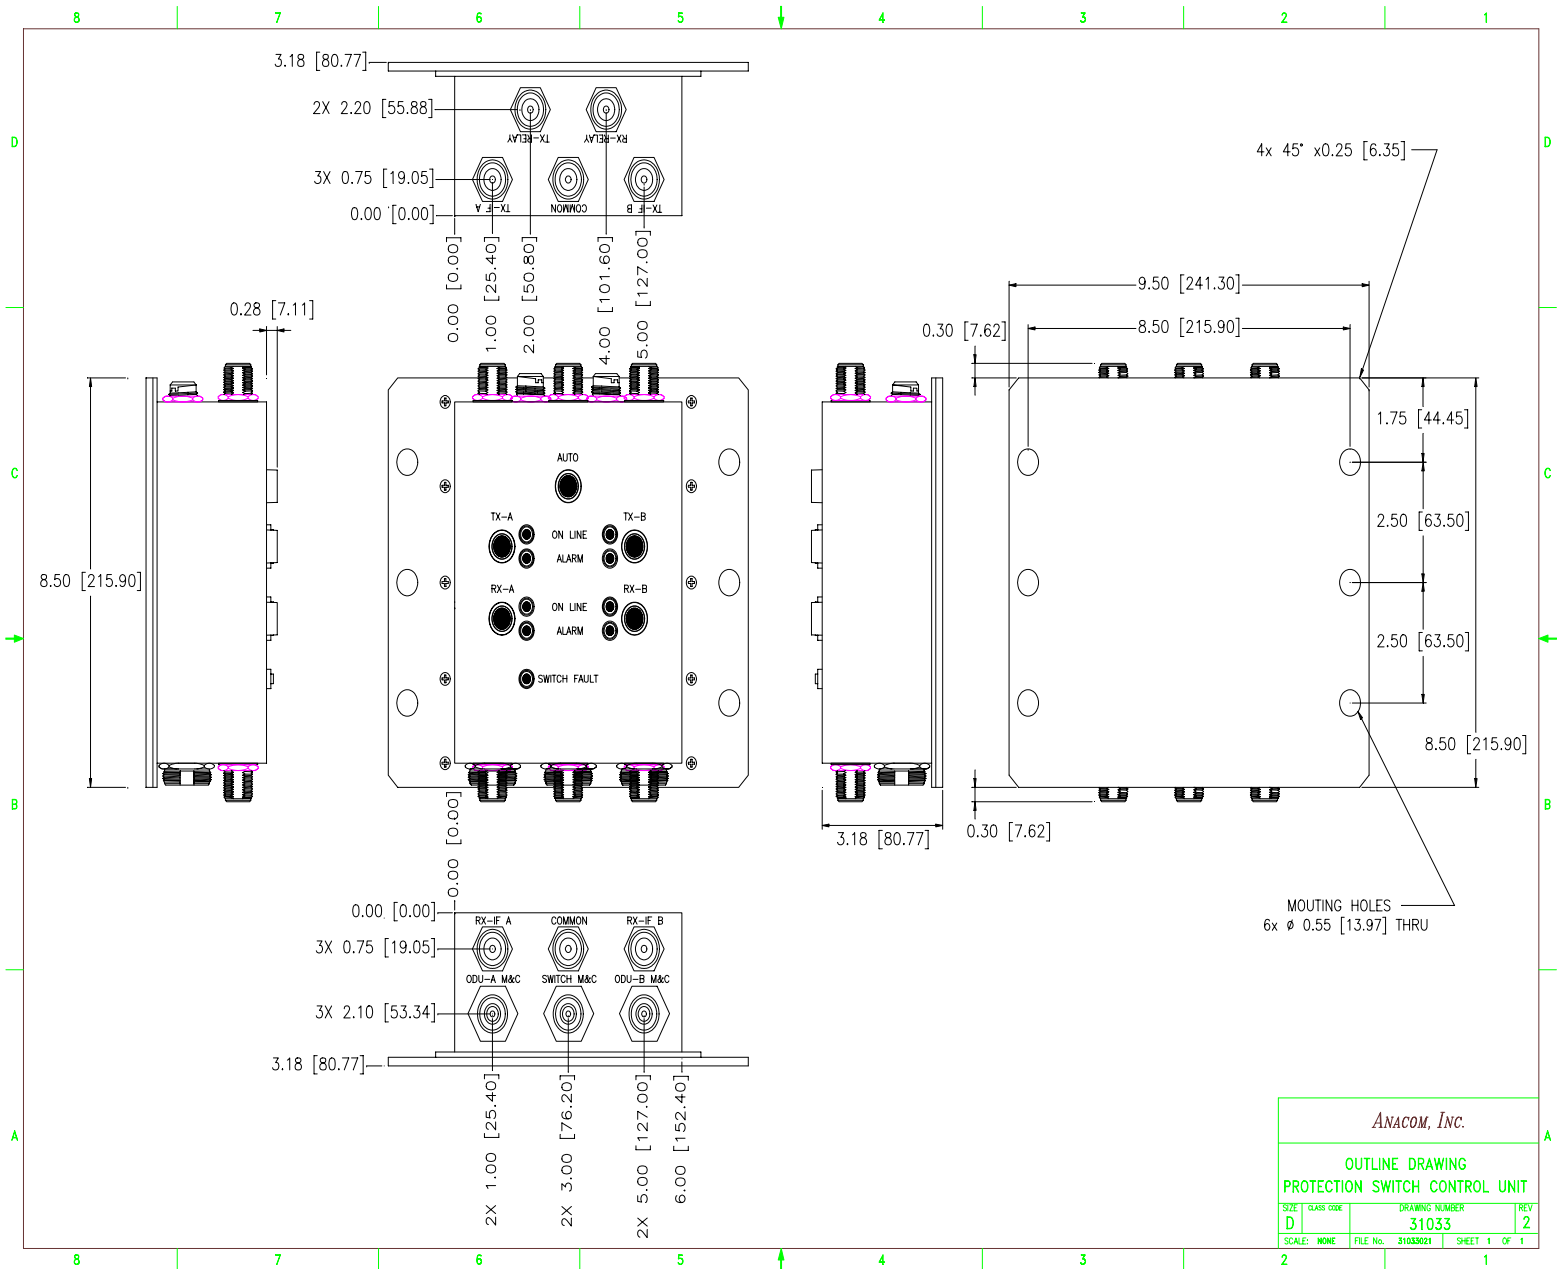 8 7 6 5 4 3 2 1
3.18 [80.77]
2X 2.20 [55.88]
TX-RELAY RX-RELAY
D D
4x 45° x0.25 [6.35]
3X 0.75 [19.05]
TX-IF A COMMON TX-IF B
0.00 [0.00]
0.00 [0.00]
1.00 [25.40]
2.00 [50.80]
4.00 [101.60]
5.00 [127.00]
9.50 [241.30]
0.28 [7.11]
0.30 [7.62]
8.50 [215.90]
1.75 [44.45]
AUTO
C C
TX-A TX-B
ON LINE
ALARM
2.50 [63.50]
8.50 [215.90]
RX-A RX-B
ON LINE
ALARM
2.50 [63.50]
SWITCH FAULT
8.50 [215.90]
B B
0.00 [0.00]
3.18 [80.77]
0.30 [7.62]
0.00 [0.00]
RX-IF A COMMON RX-IF B
MOUTING HOLES
6x ø 0.55 [13.97] THRU
3X 0.75 [19.05]
ODU-A M&C SWITCH M&C ODU-B M&C
3X 2.10 [53.34]
3.18 [80.77]
2X 1.00 [25.40]
2X 3.00 [76.20]
2X 5.00 [127.00]
6.00 [152.40]
A A
ANACOM, INC.
OUTLINE DRAWING
PROTECTION SWITCH CONTROL UNIT
SIZE CLASS CODE DRAWING NUMBER REV
D 31033 2
SCALE: NONE FILE No. 31033021 SHEET 1 OF 1
8 7 6 5 4 3 2 1